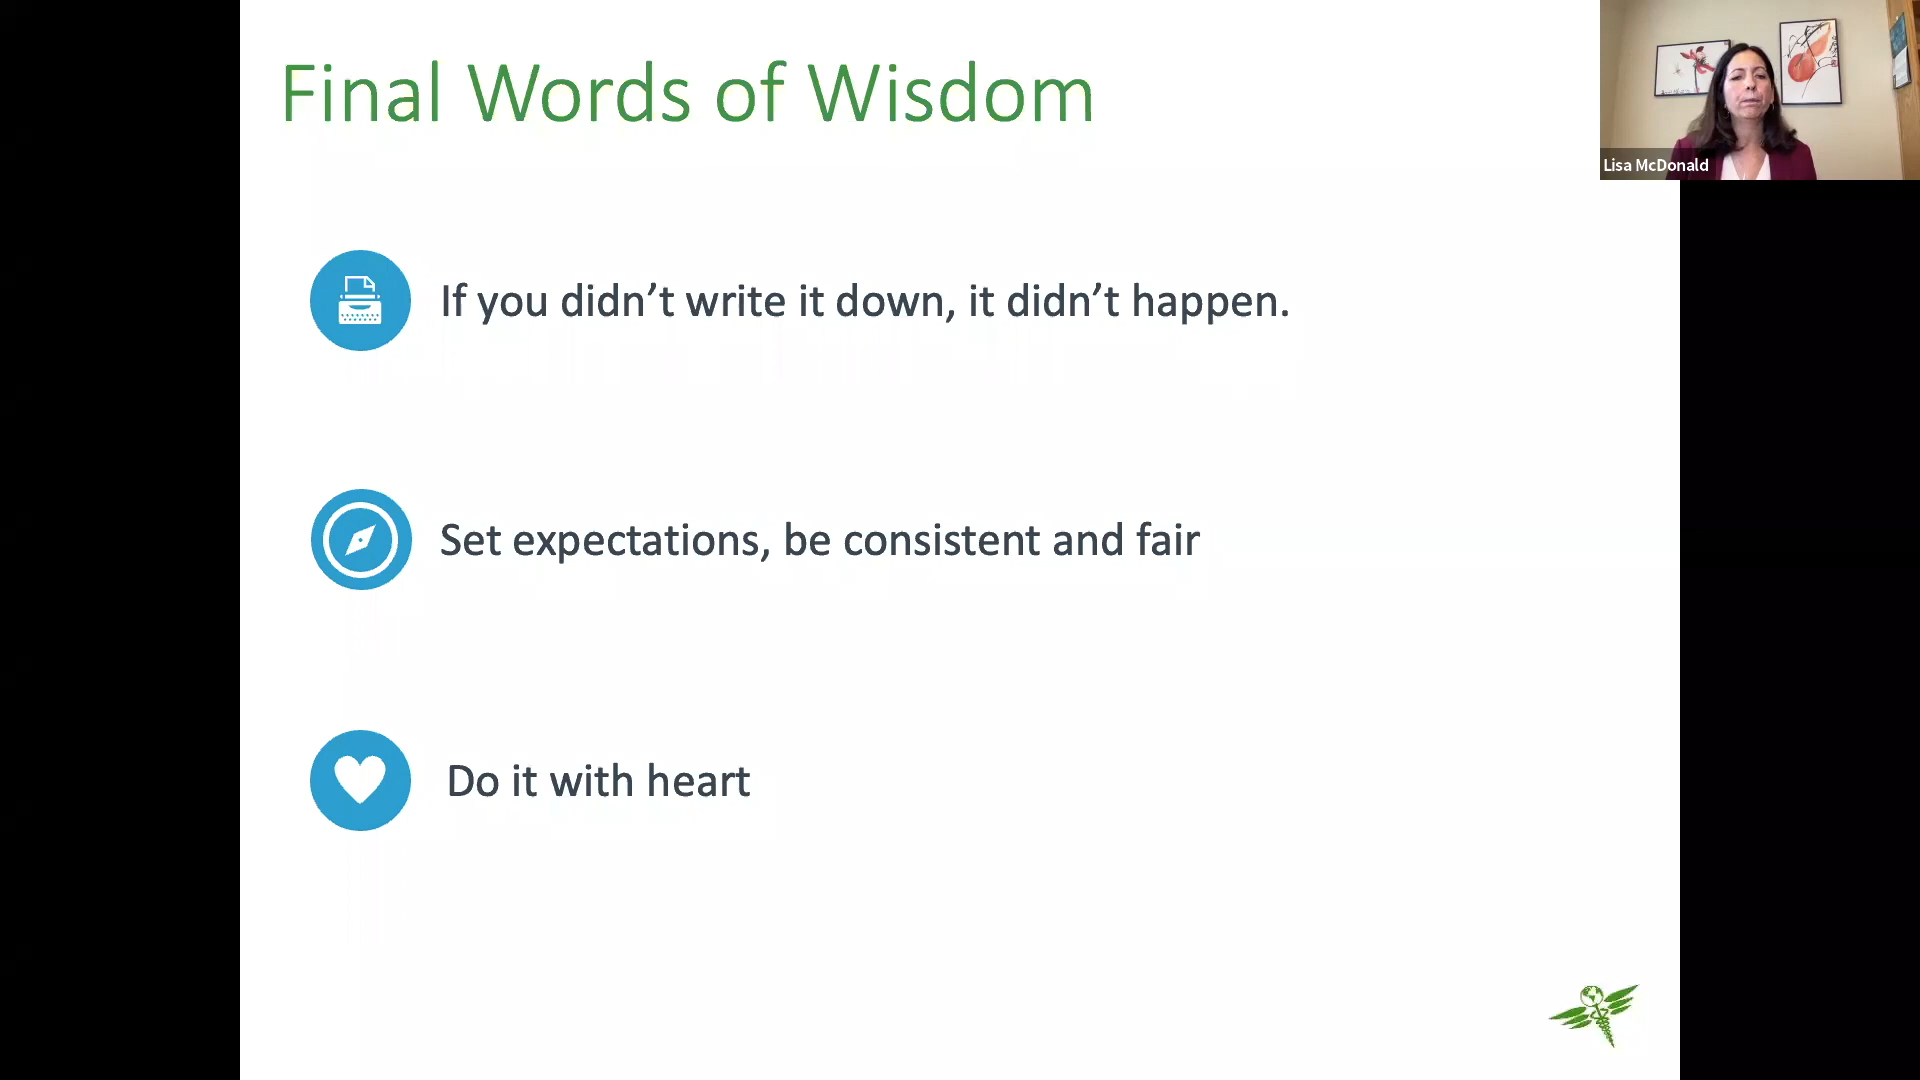 Final Words of Wisdom
Lisa McDonald
If you didn’t write it down, it didn’t happen.
Set expectations, be consistent and fair
Do it with heart